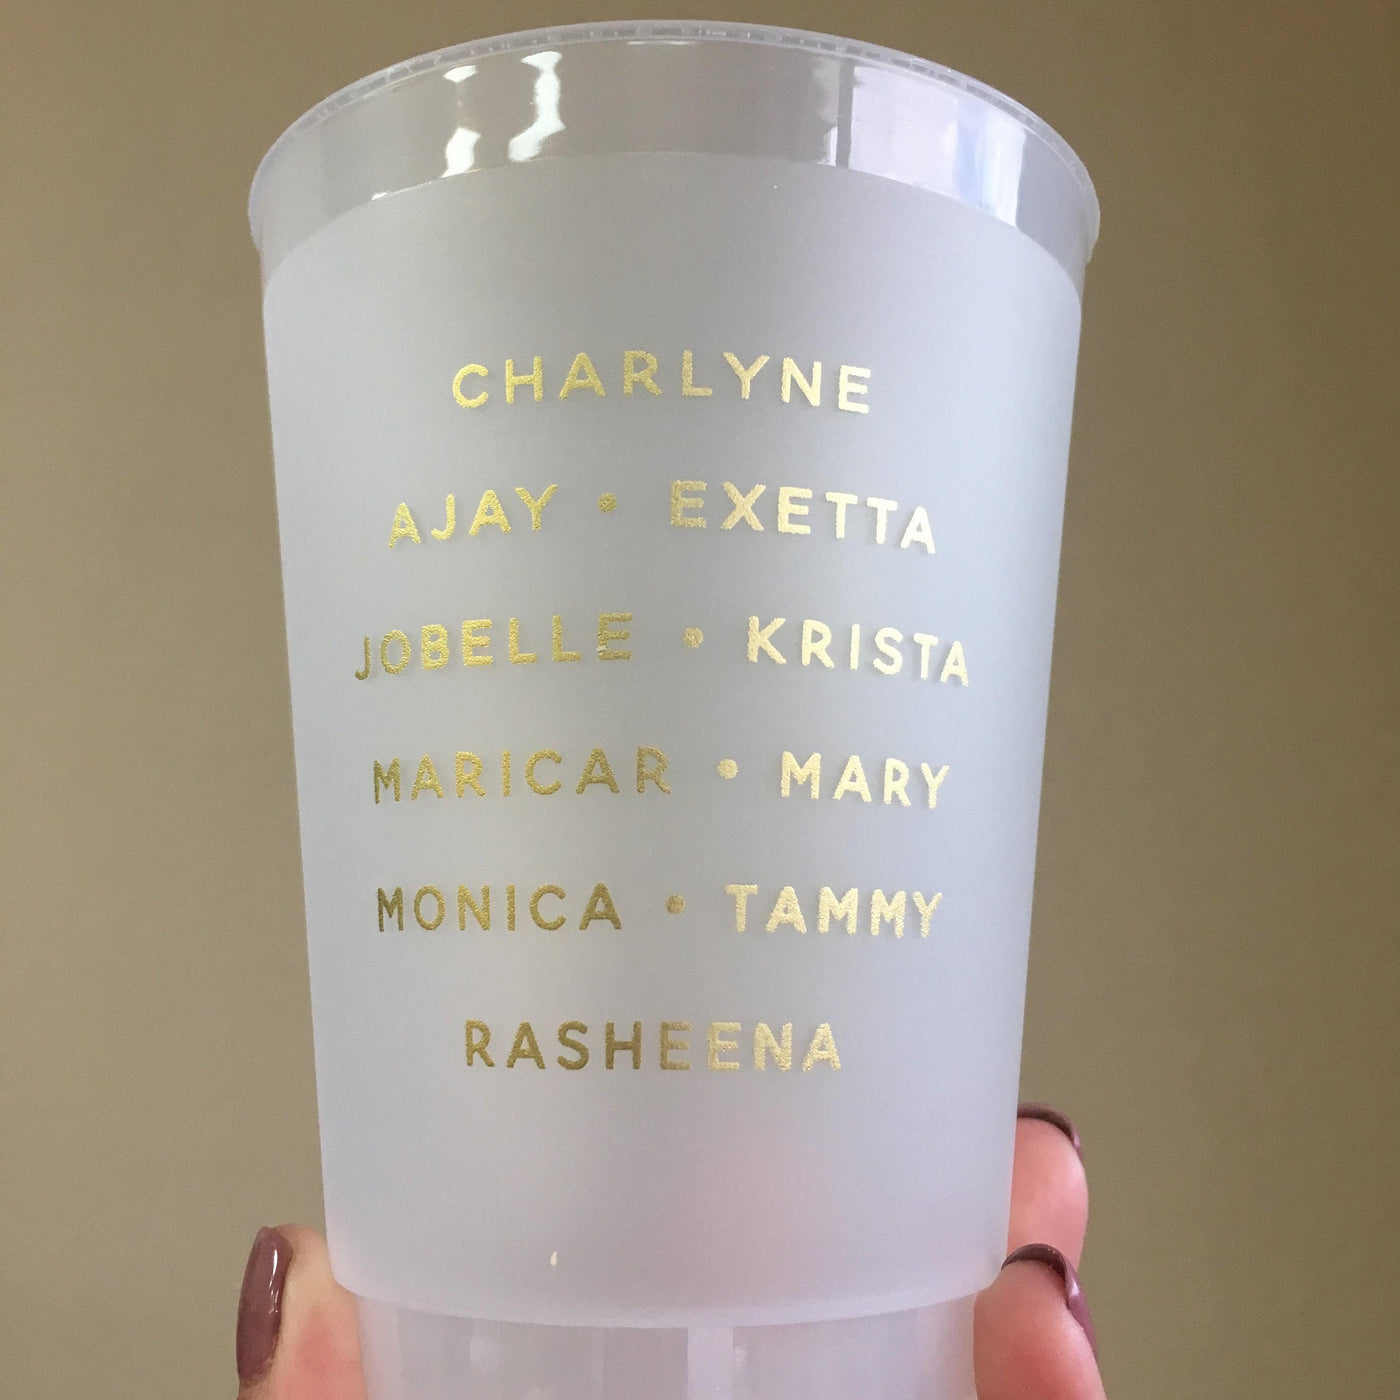 CHARLYNE
AJAY • EXETTA
JOBELLE • KRISTA
MARICAR • MARY
MONICA • TAMMY
RASHEENA